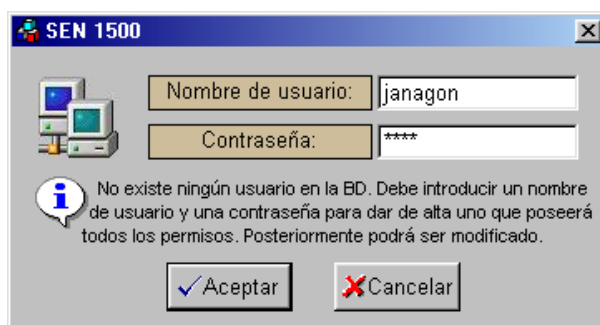 SEN 1500
Nombre de usuario: janagon
Contraseña: ****
No existe ningún usuario en la BD. Debe introducir un nombre
de usuario y una contraseña para dar de alta uno que poseerá
todos los permisos. Posteriormente podrá ser modificado.
Aceptar Cancelar